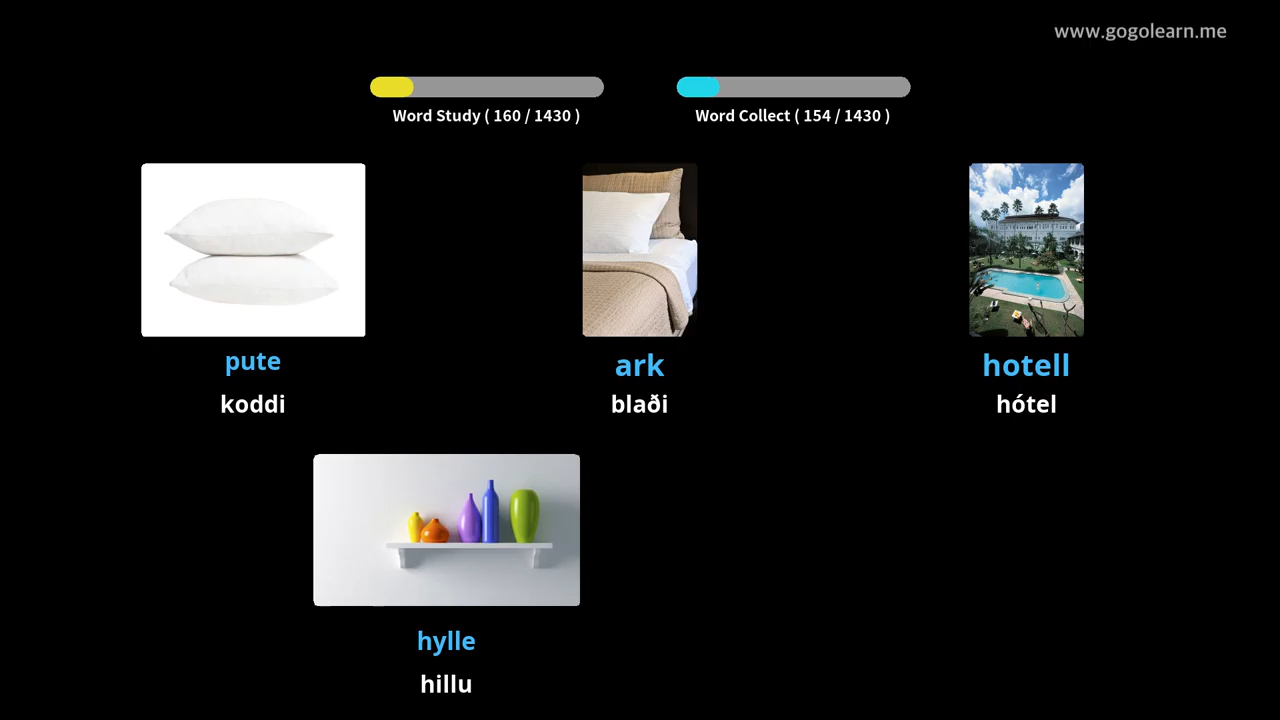 www.gogolearn.me
Word Study ( 160 / 1430 )
Word Collect ( 154 / 1430 )
pute
koddi
ark
blaði
hotell
hótel
hylle
hillu